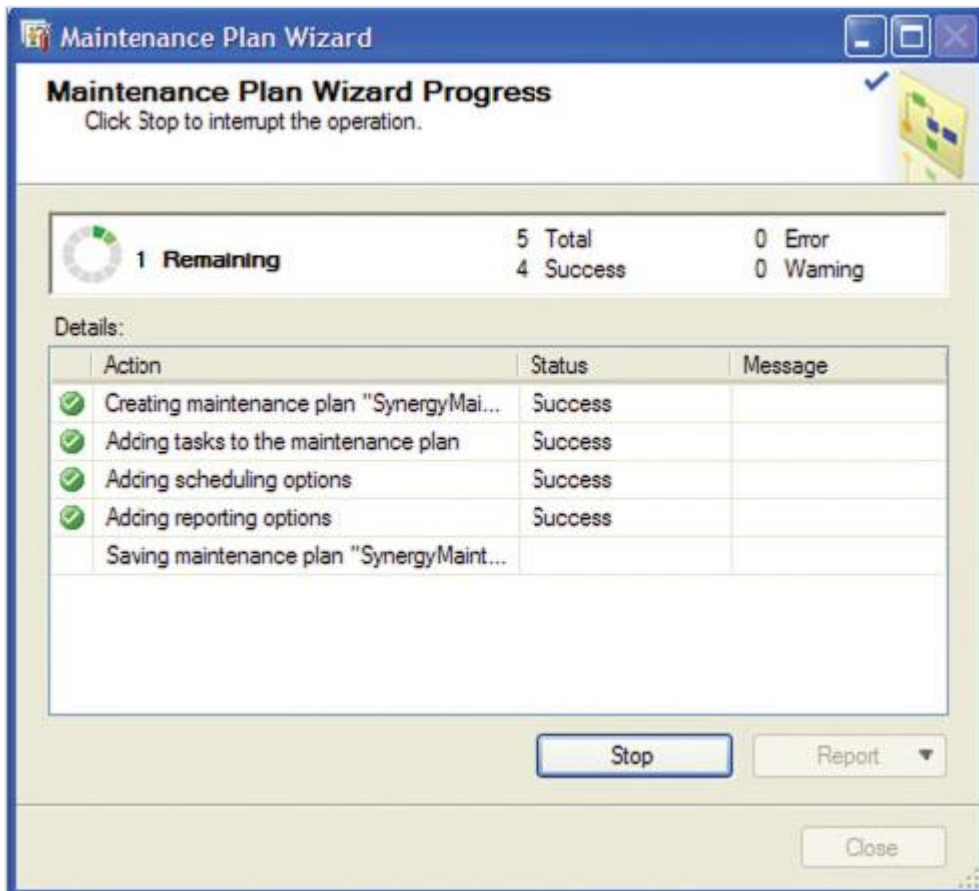 Maintenance Plan Wizard
Maintenance Plan Wizard Progress
Click Stop to interrupt the operation.
1 Remaining
5 Total
0 Error
4 Success
0 Warning
Details:
Action Status Message
Creating maintenance plan "SynergyMai... Success
Adding tasks to the maintenance plan Success
Adding scheduling options Success
Adding reporting options Success
Saving maintenance plan "SynergyMaint...
Stop Report
Close